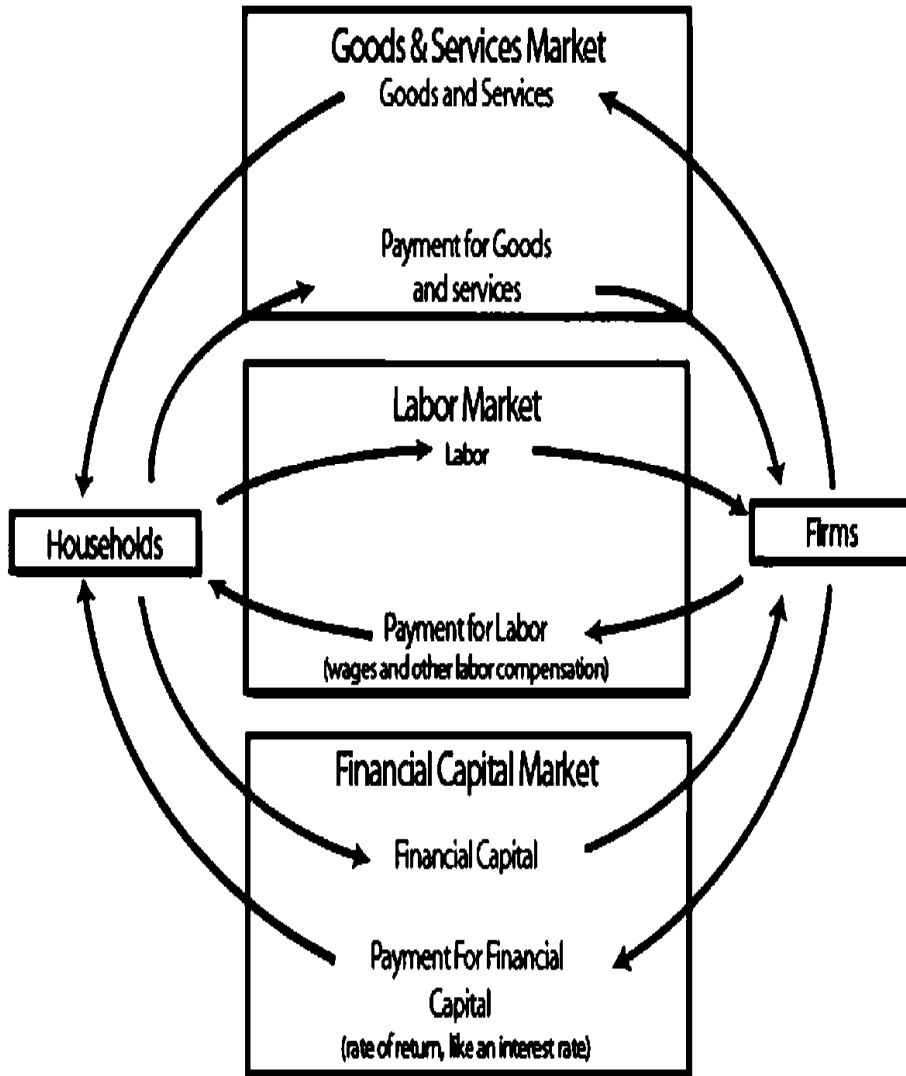 Goods & Services Market
Goods and Services
Payment for Goods
and services
Labor Market
Labor
Households
Firms
Payment for Labor
(wages and other labor compensation)
Financial Capital Market
Financial Capital
Payment For Financial
Capital
(rate of return, like an interest rate)